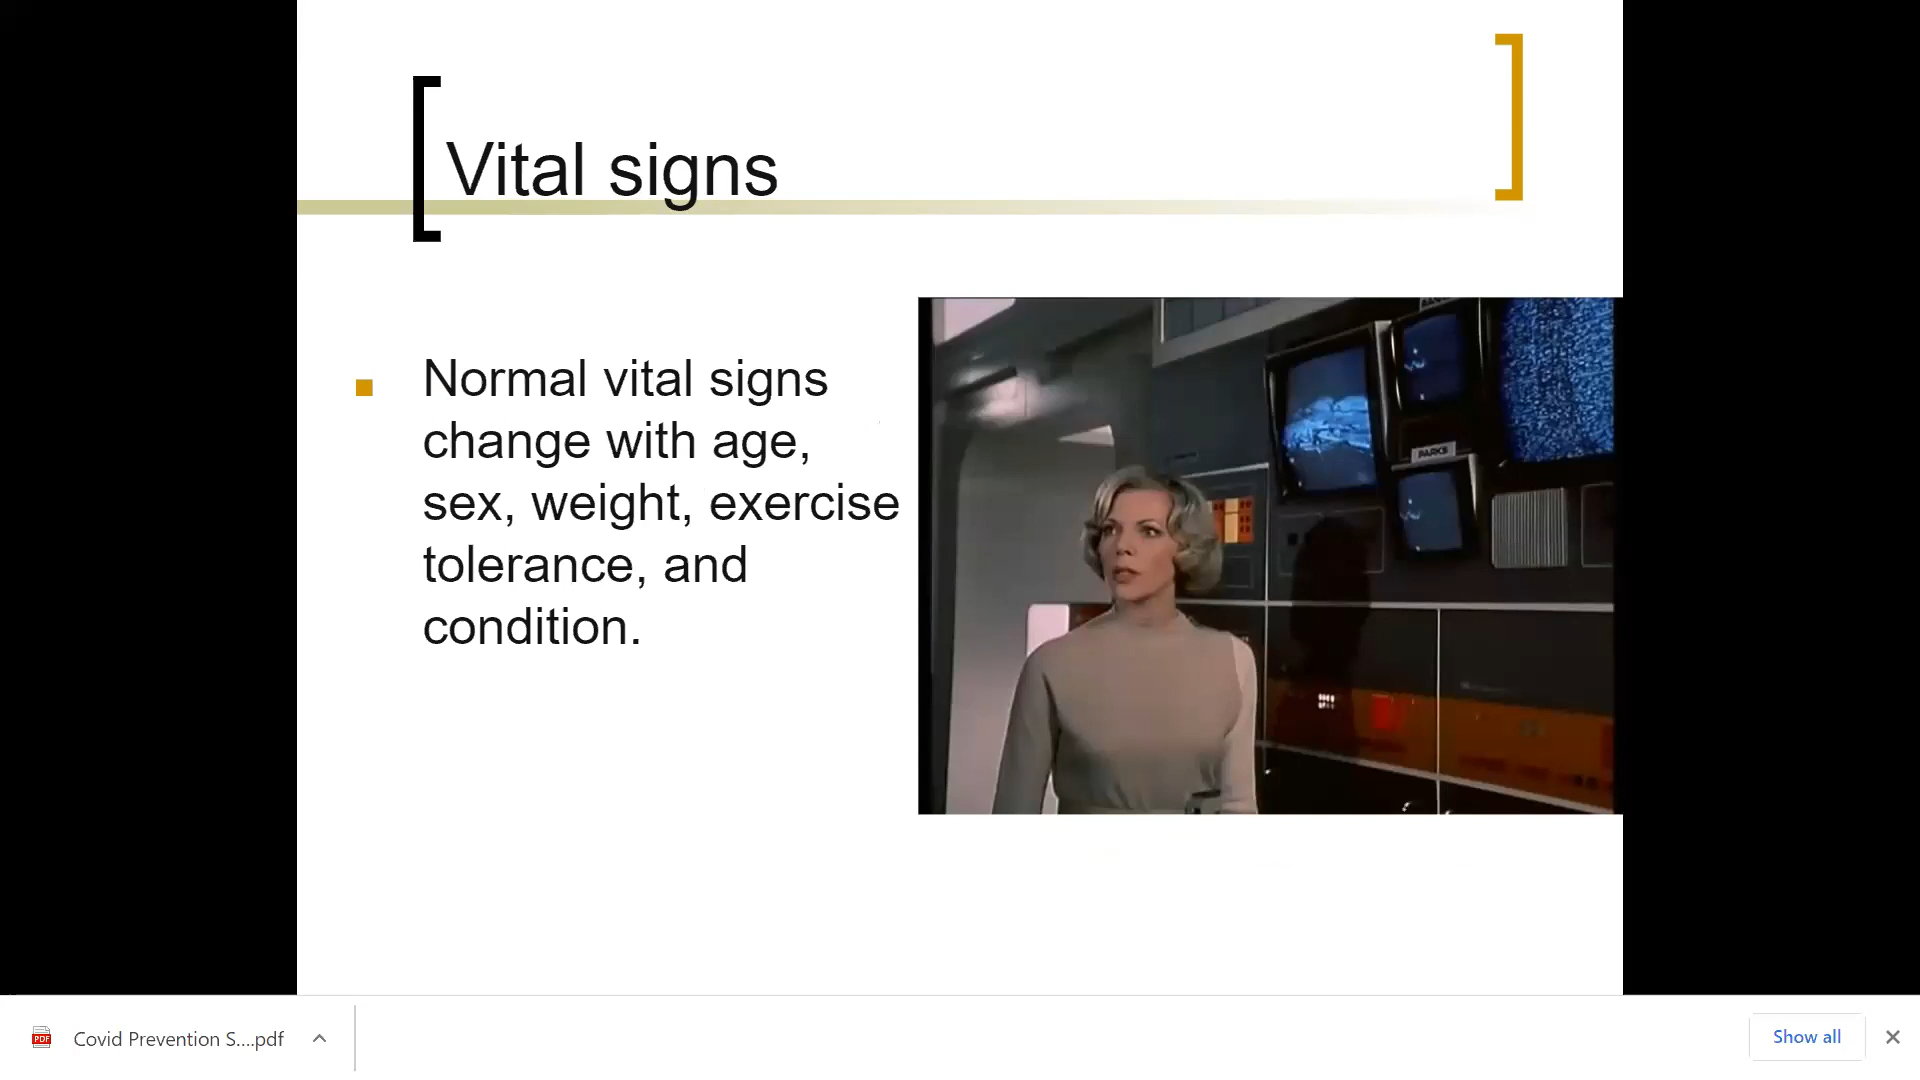 Vital signs
Normal vital signs
change with age,
sex, weight, exercise
tolerance, and
condition.
PARKS
Covid Prevention S....pdf
Show all